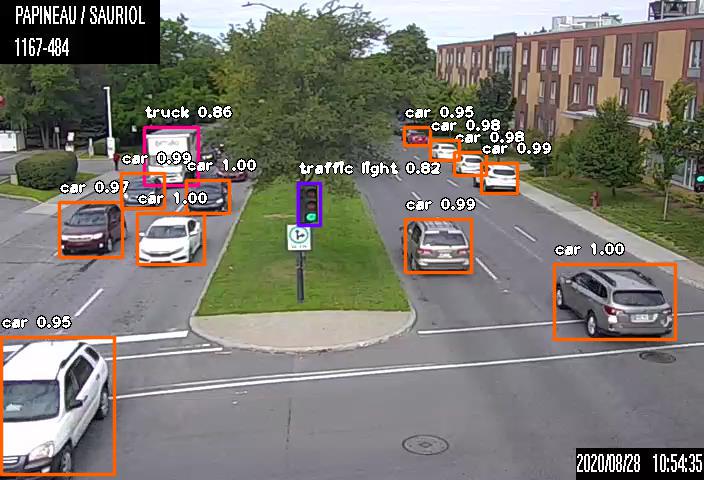 PAPINEAU / SAURIOL
1167-484
truck 0.86
car 0.95
car 0.98
car 0.98
car 0.99
car 0.99
car 1.00
traffic light 0.82
car 0.97
car 1.00
car 0.99
car 1.00
car 0.95
2020/08/28 10:54:35